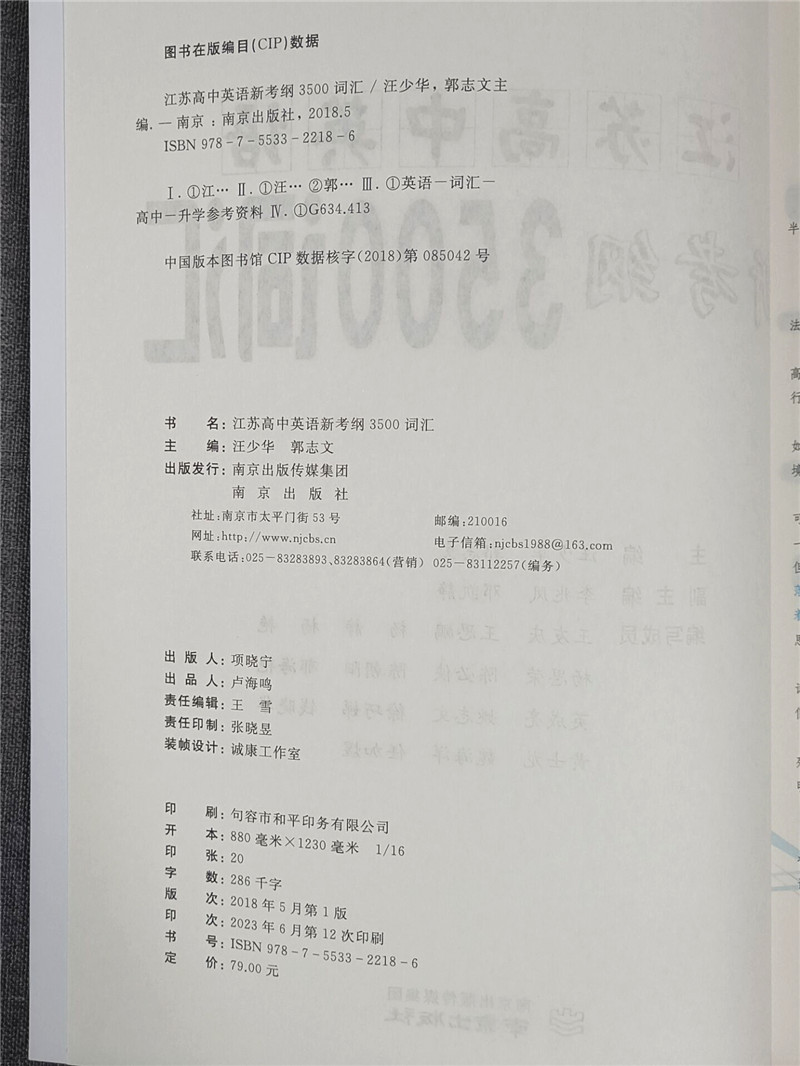 图书在版编目(CIP)数据
江苏高中英语新考纲 3500 词汇 / 汪少华，郭志文主
编. — 南京 : 南京出版社，2018.5
ISBN 978-7-5533-2218-6
Ⅰ. ①江… Ⅱ. ①汪… ②郭… Ⅲ. ①英语－词汇－
高中－升学参考资料 Ⅳ. ①G634.413
中国版本图书馆 CIP 数据核字(2018)第 085042 号
书　　名：江苏高中英语新考纲 3500 词汇
主　　编：汪少华　郭志文
出版发行：南京出版传媒集团
南　京　出　版　社
社址：南京市太平门街 53 号　　邮编：210016
网址：http://www.njcbs.cn　　电子信箱：njcbs1988@163.com
联系电话：025-83283893、83283864(营销)　025-83112257(编务)
出 版 人：项晓宁
出 品 人：卢海鸣
责任编辑：王　雪
责任印制：张晓昱
装帧设计：诚康工作室
印　　刷：句容市和平印务有限公司
开　　本：880 毫米×1230 毫米　1/16
印　　张：20
字　　数：286 千字
版　　次：2018 年 5 月第 1 版
印　　次：2023 年 6 月第 12 次印刷
书　　号：ISBN 978-7-5533-2218-6
定　　价：79.00 元